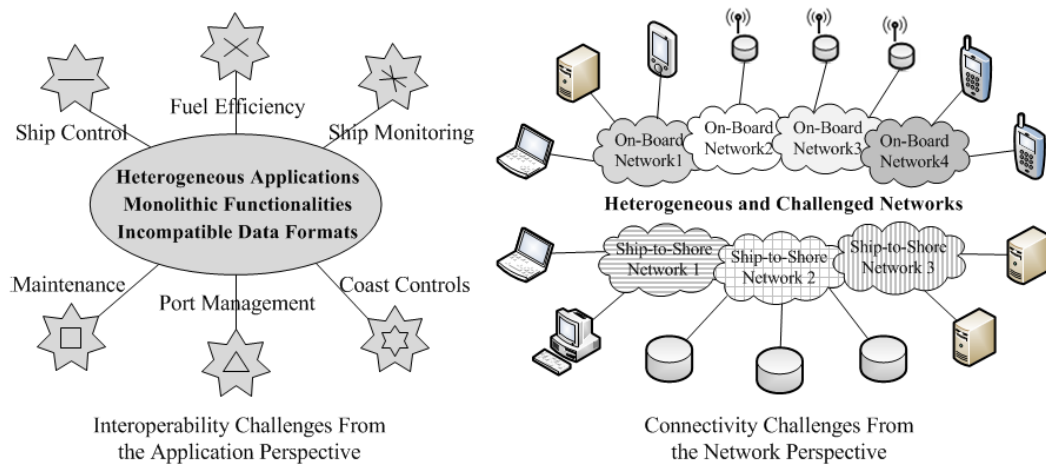 Ship Control
Fuel Efficiency
Ship Monitoring
Heterogeneous Applications
Monolithic Functionalities
Incompatible Data Formats
Maintenance
Port Management
Coast Controls
Interoperability Challenges From
the Application Perspective
On-Board
Network1
On-Board
Network2
On-Board
Network3
On-Board
Network4
Heterogeneous and Challenged Networks
Ship-to-Shore
Network 1
Ship-to-Shore
Network 2
Ship-to-Shore
Network 3
Connectivity Challenges From
the Network Perspective